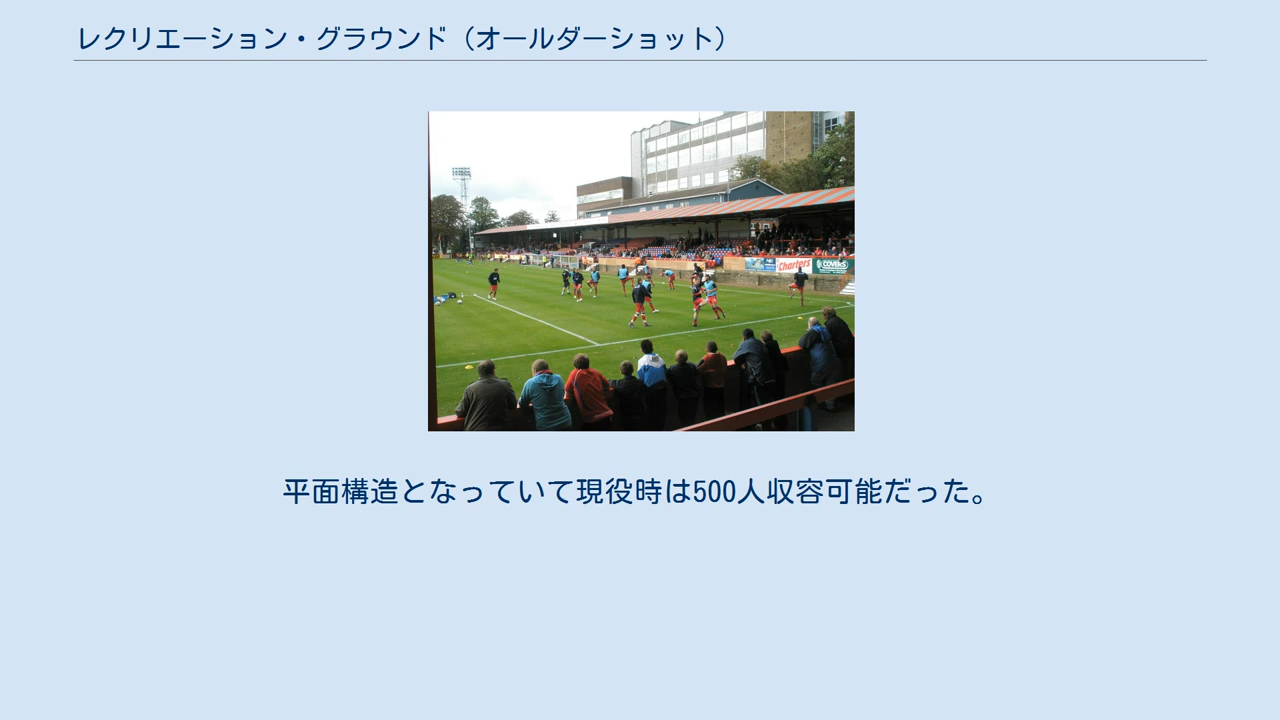 レクリエーション・グラウンド（オールダーショット）
Charters
COVERS
平面構造となっていて現役時は500人収容可能だった。